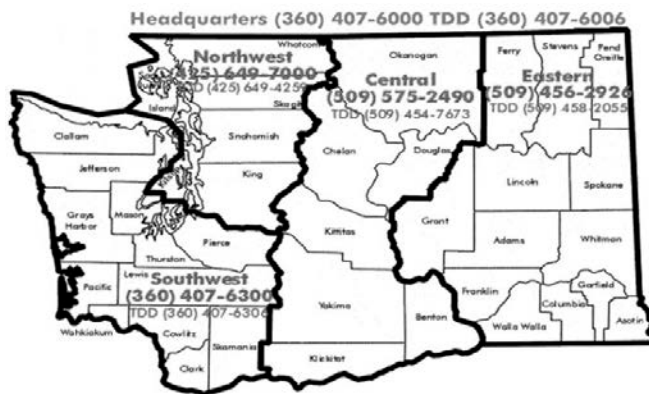 Headquarters (360) 407-6000 TDD (360) 407-6006
Northwest
(425) 649-7000
TDD (425) 649-4259
Central
(509) 575-2490
TDD (509) 454-7673
Eastern
(509) 456-2926
TDD (509) 458-2055
Southwest
(360) 407-6300
TDD (360) 407-6306
Whatcom
Okanogan
Ferry
Stevens
Pend Oreille
Island
Skagit
Clallam
Snohomish
Chelan
Douglas
Jefferson
King
Lincoln
Spokane
Grays
Harbor
Mason
Kittitas
Grant
Pierce
Thurston
Adams
Whitman
Pacific
Lewis
Yakima
Franklin
Garfield
Columbia
Benton
Walla Walla
Asotin
Wahkiakum
Cowlitz
Skamania
Klickitat
Clark